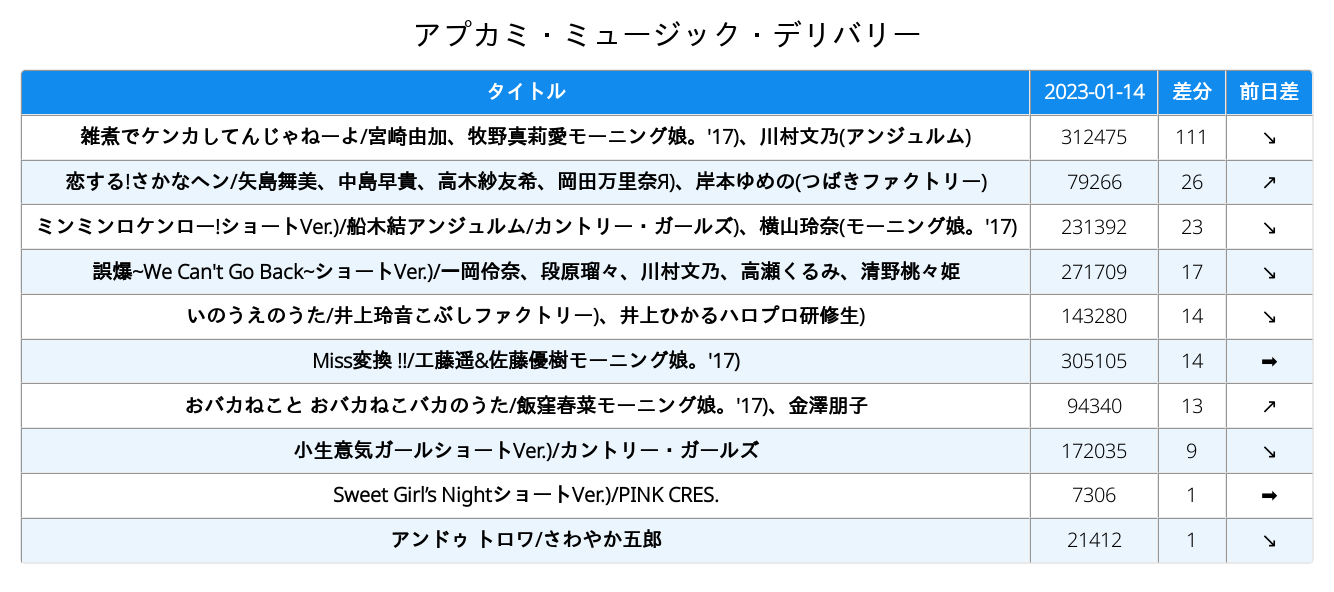 アプカミ・ミュージック・デリバリー
タイトル 2023-01-14 差分 前日差
雑煮でケンカしてんじゃねーよ/宮崎由加、牧野真莉愛モーニング娘。'17)、川村文乃(アンジュルム) 312475 111 ↘
恋する!さかなヘン/矢島舞美、中島早貴、高木紗友希、岡田万里奈Я)、岸本ゆめの(つばきファクトリー) 79266 26 ↗
ミンミンロケンロー!ショートVer.)/船木結アンジュルム/カントリー・ガールズ)、横山玲奈(モーニング娘。'17) 231392 23 ↘
誤爆~We Can't Go Back~ショートVer.)/一岡伶奈、段原瑠々、川村文乃、高瀬くるみ、清野桃々姫 271709 17 ↘
いのうえのうた/井上玲音こぶしファクトリー)、井上ひかるハロプロ研修生) 143280 14 ↘
Miss変換 !!/工藤遥&佐藤優樹モーニング娘。'17) 305105 14 ➡
おバカねこと おバカねこバカのうた/飯窪春菜モーニング娘。'17)、金澤朋子 94340 13 ↗
小生意気ガールショートVer.)/カントリー・ガールズ 172035 9 ↘
Sweet Girl’s NightショートVer.)/PINK CRES. 7306 1 ➡
アンドゥ トロワ/さわやか五郎 21412 1 ↘